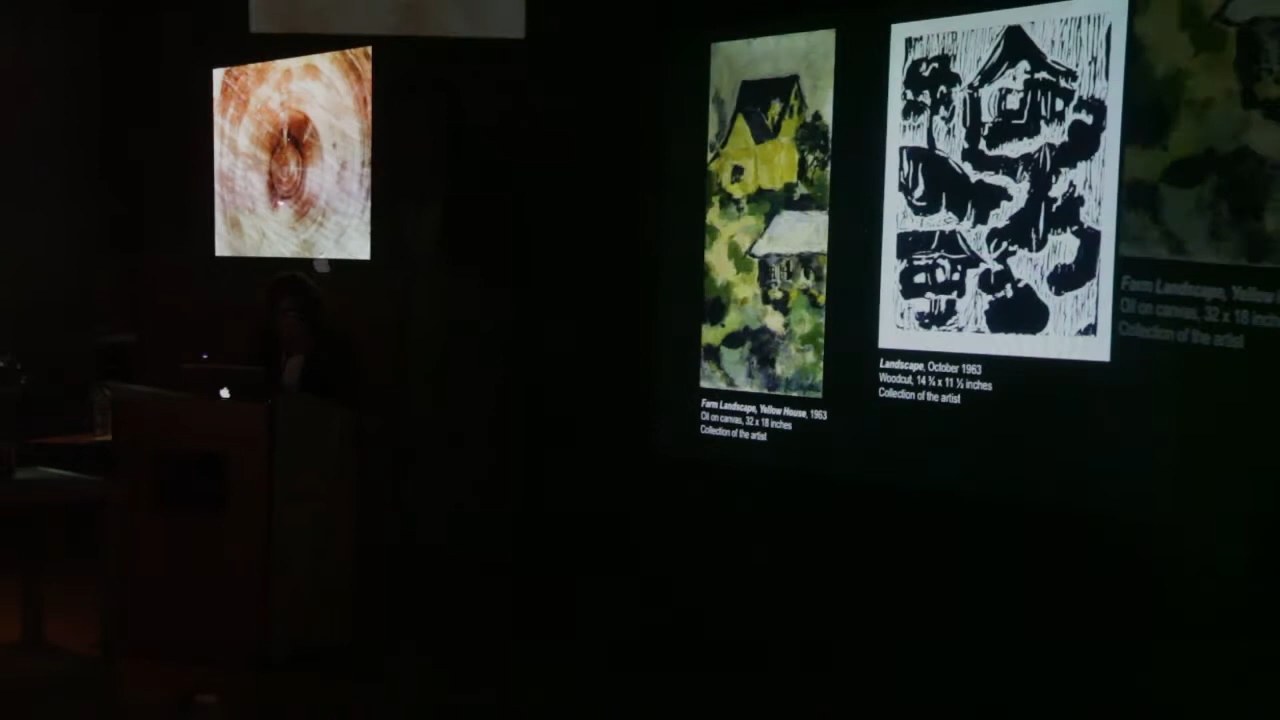 Farm Landscape, Yellow House, 1963
Oil on canvas, 32 x 18 inches
Collection of the artist
Landscape, October 1963
Woodcut, 14 ¾ x 11 ½ inches
Collection of the artist
Farm Landscape, Yellow
Oil on canvas, 32 x 18 inch
Collection of the artist